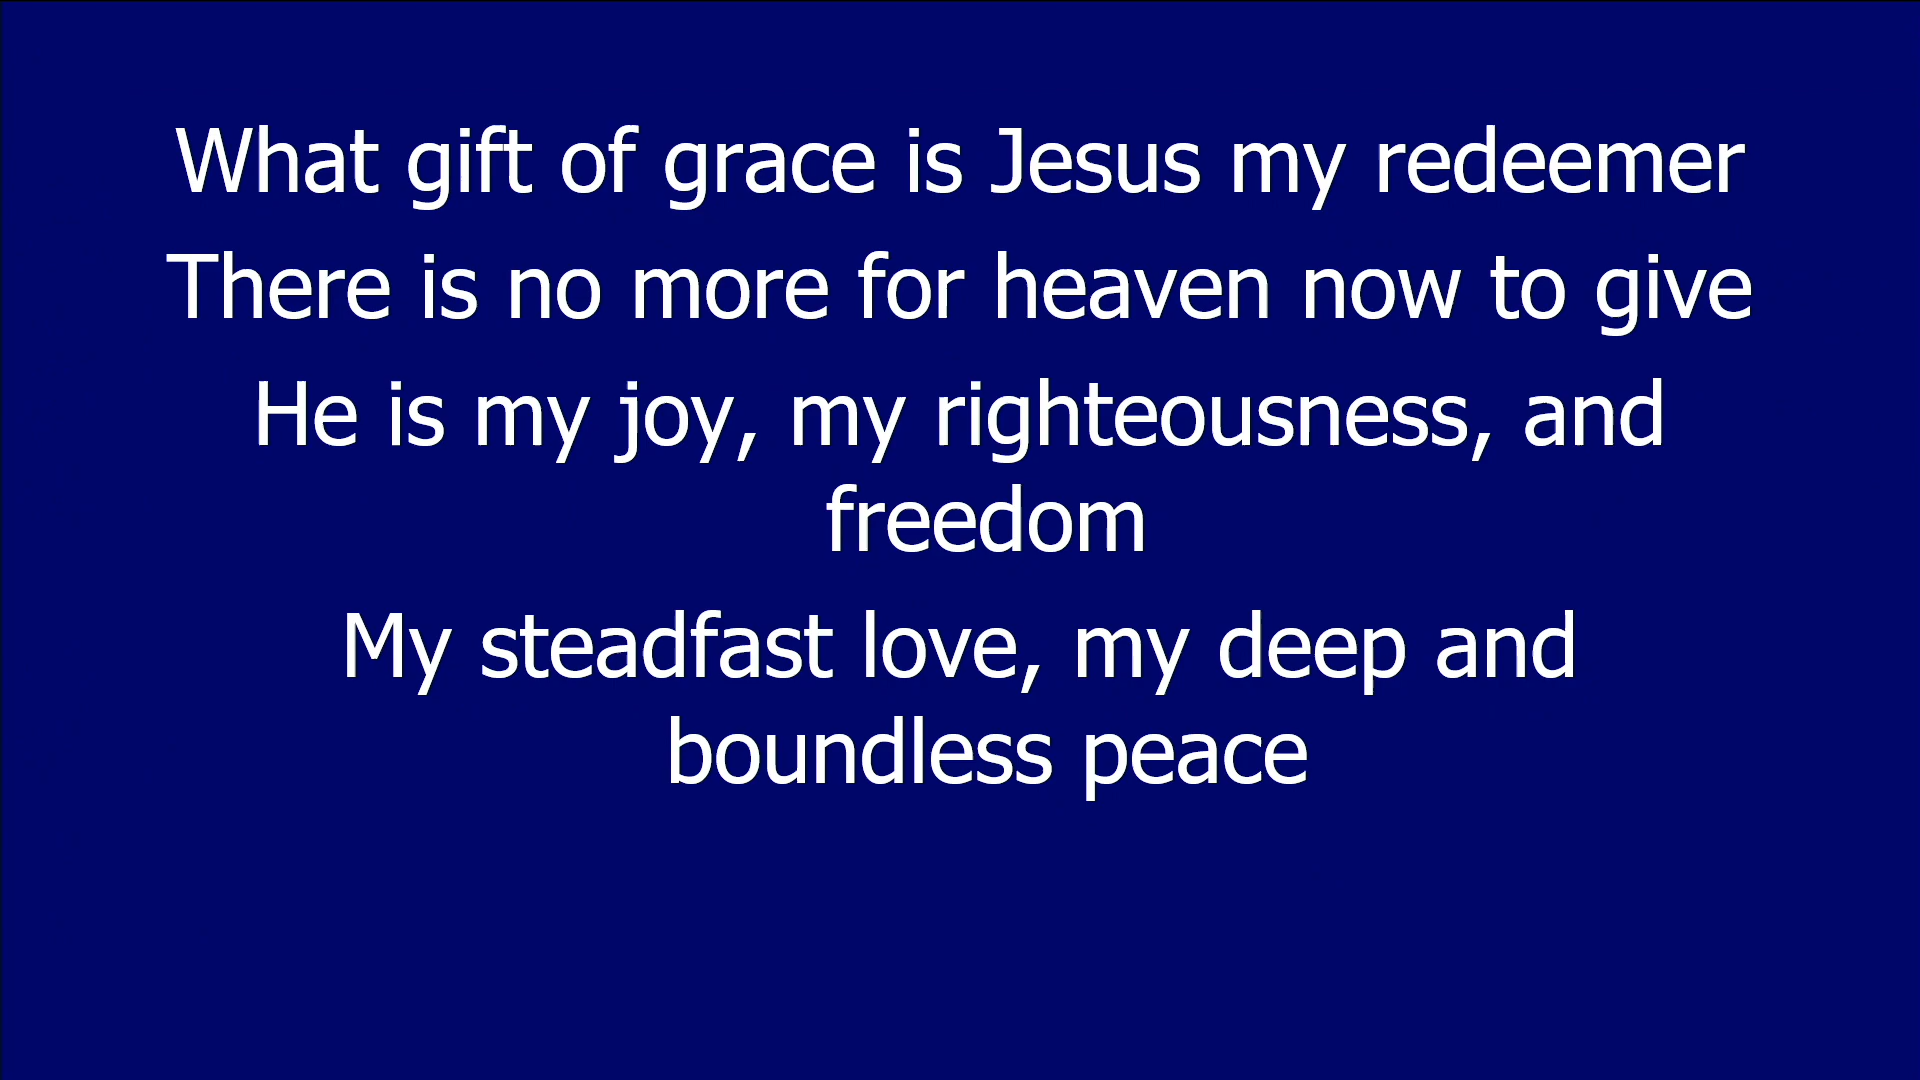 What gift of grace is Jesus my redeemer
There is no more for heaven now to give
He is my joy, my righteousness, and
freedom
My steadfast love, my deep and
boundless peace